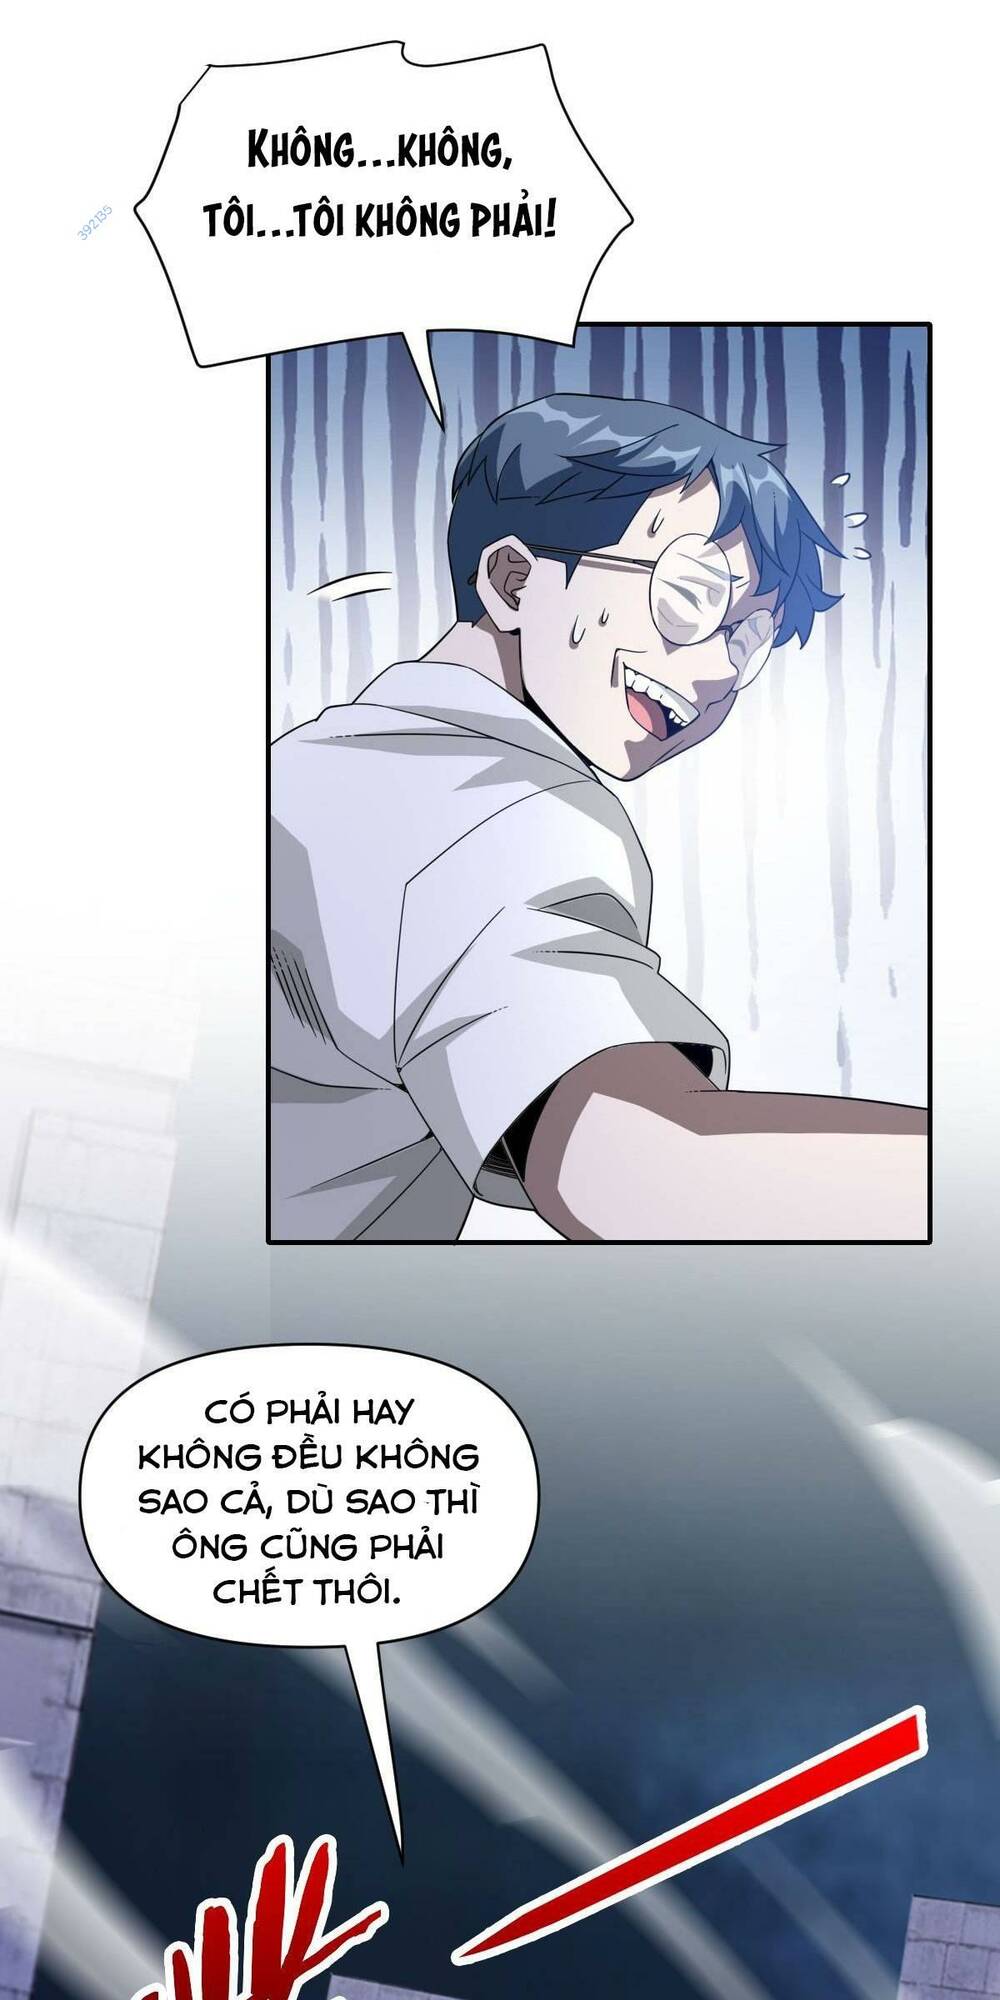 KHÔNG...KHÔNG,
TÔI...TÔI KHÔNG PHẢI!
392135
CÓ PHẢI HAY
KHÔNG ĐỀU KHÔNG
SAO CẢ, DÙ SAO THÌ
ÔNG CŨNG PHẢI
CHẾT THÔI.